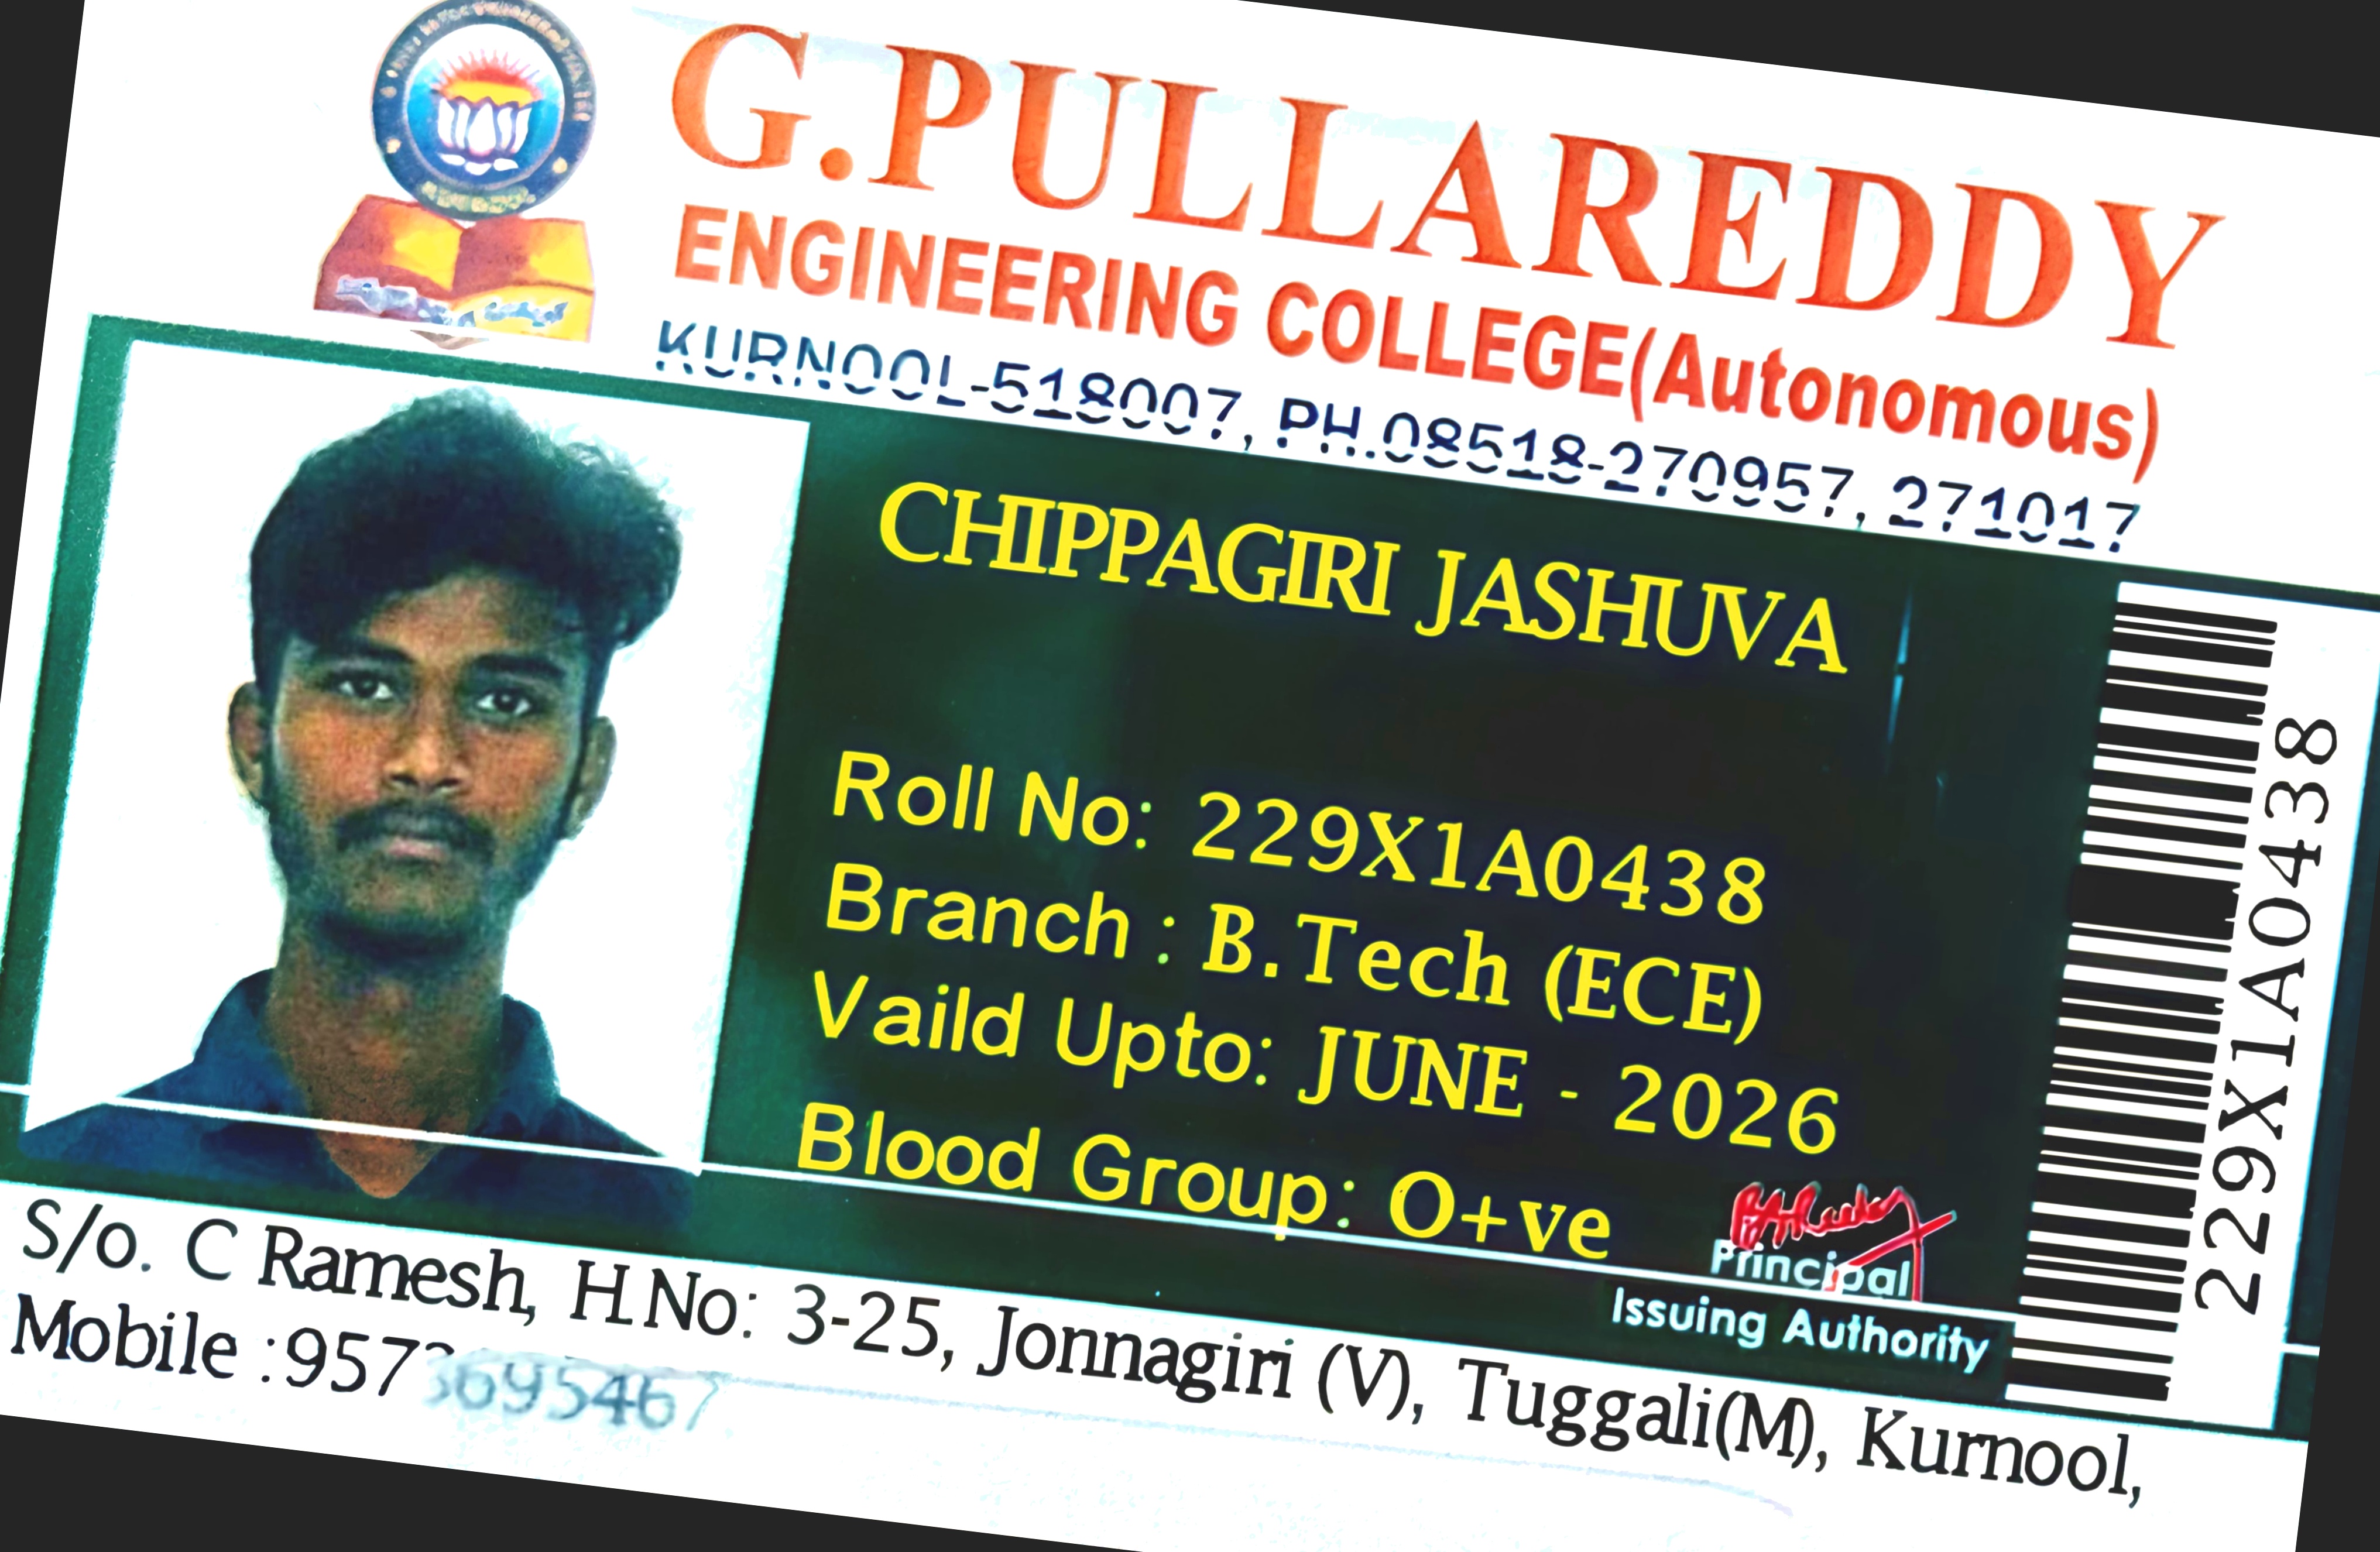 G.PULLAREDDY
ENGINEERING COLLEGE(Autonomous)
KURNOOL-518007, PH.08518-270957, 271017
CHIPPAGIRI JASHUVA
Roll No: 229X1A0438
Branch : B.Tech (ECE)
Vaild Upto: JUNE - 2026
Blood Group: O+ve
Principal
Issuing Authority
229X1A0438
S/o. C Ramesh, H.No: 3-25, Jonnagiri (V), Tuggali(M), Kurnool,
Mobile :9573695467